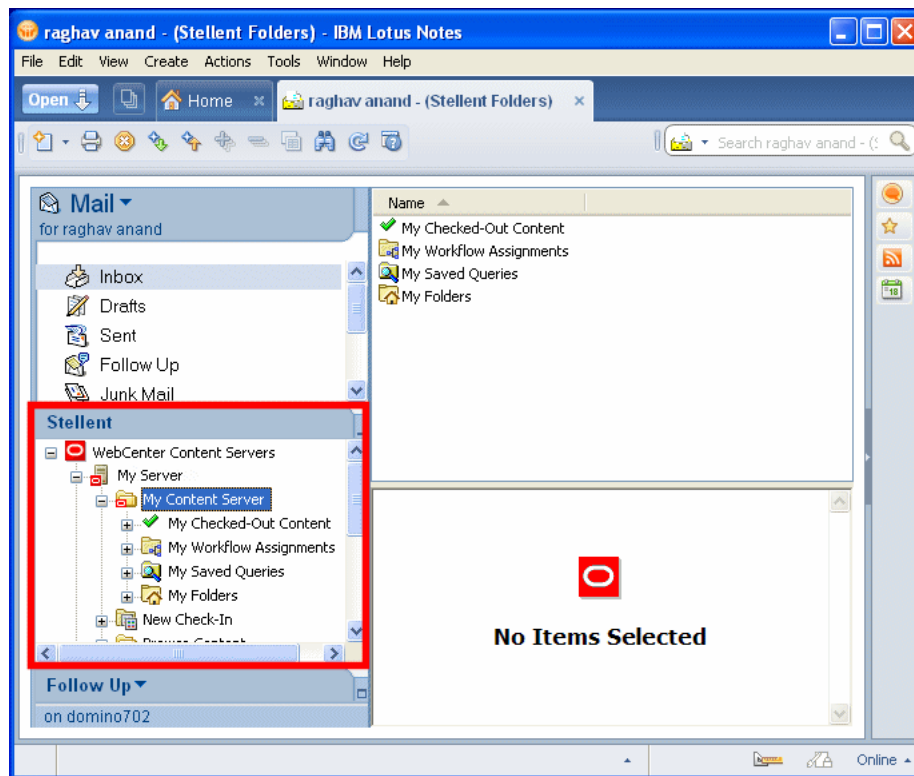 raghav anand - (Stellent Folders) - IBM Lotus Notes
File Edit View Create Actions Tools Window Help
Open Home raghav anand - (Stellent Folders)
Search raghav anand - (
Mail
for raghav anand
Inbox
Drafts
Sent
Follow Up
Junk Mail
Stellent
WebCenter Content Servers
My Server
My Content Server
My Checked-Out Content
My Workflow Assignments
My Saved Queries
My Folders
New Check-In
Browse Content
Follow Up
on domino702
Name
My Checked-Out Content
My Workflow Assignments
My Saved Queries
My Folders
No Items Selected
18
Online